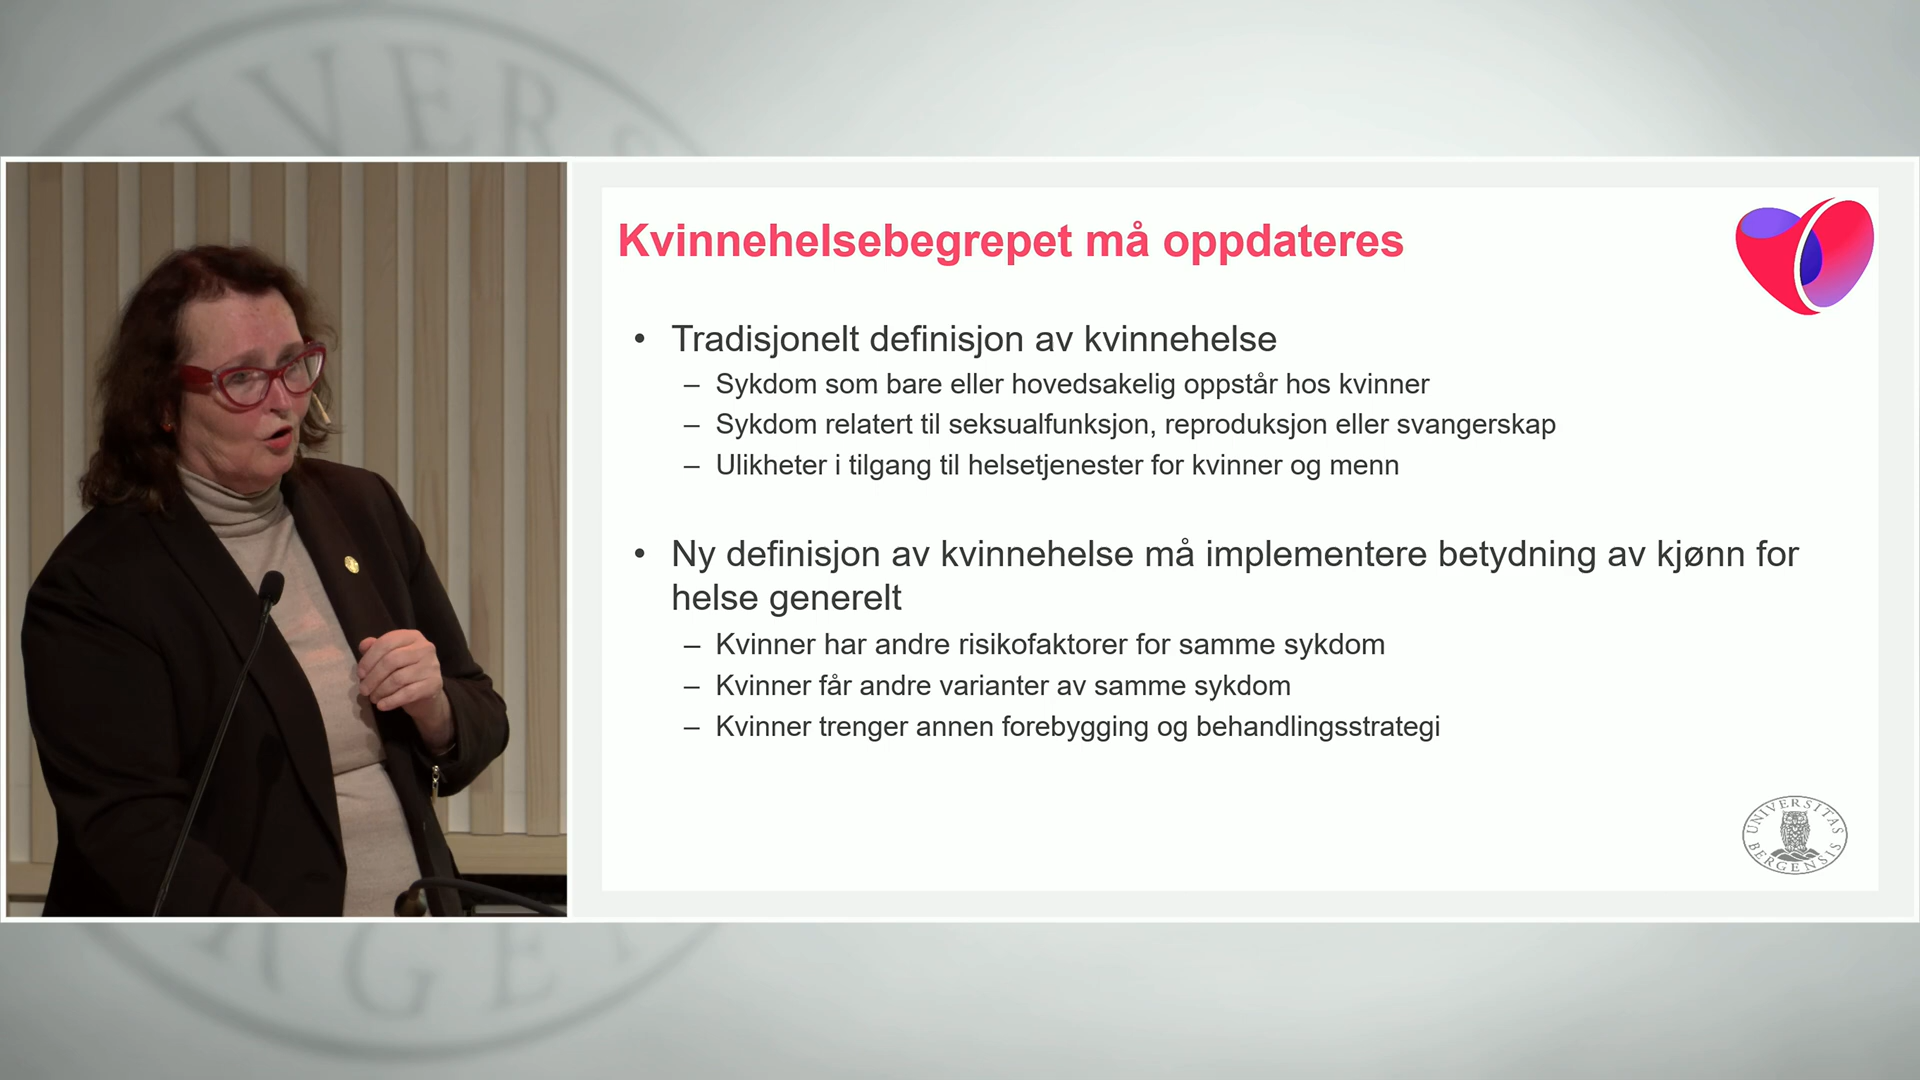 Kvinnehelsebegrepet må oppdateres
• Tradisjonelt definisjon av kvinnehelse
– Sykdom som bare eller hovedsakelig oppstår hos kvinner
– Sykdom relatert til seksualfunksjon, reproduksjon eller svangerskap
– Ulikheter i tilgang til helsetjenester for kvinner og menn
• Ny definisjon av kvinnehelse må implementere betydning av kjønn for
helse generelt
– Kvinner har andre risikofaktorer for samme sykdom
– Kvinner får andre varianter av samme sykdom
– Kvinner trenger annen forebygging og behandlingsstrategi
UNIVERSITAS
BERGENSIS